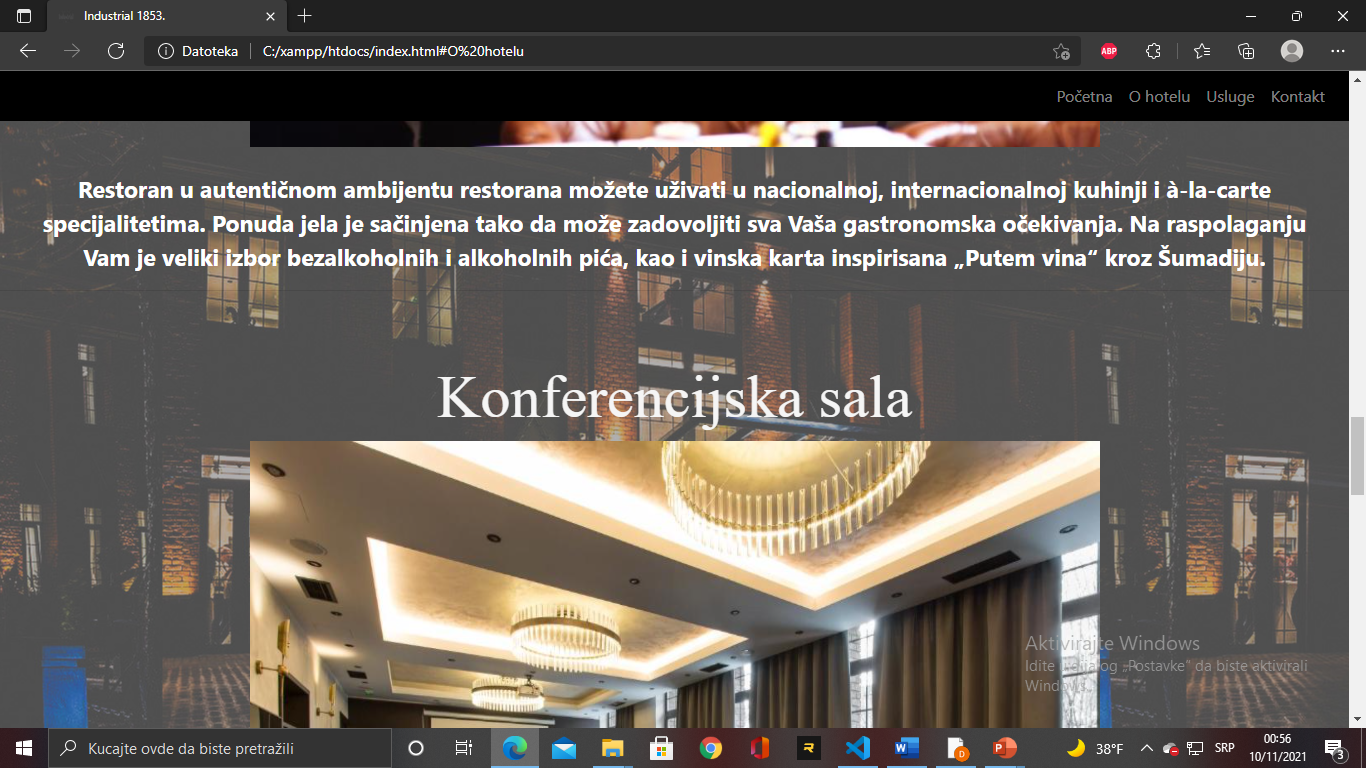 Industrial 1853.
Datoteka
C:/xampp/htdocs/index.html#O%20hotelu
ABP
Početna O hotelu Usluge Kontakt
Restoran u autentičnom ambijentu restorana možete uživati u nacionalnoj, internacionalnoj kuhinji i à-la-carte
specijalitetima. Ponuda jela je sačinjena tako da može zadovoljiti sva Vaša gastronomska očekivanja. Na raspolaganju
Vam je veliki izbor bezalkoholnih i alkoholnih pića, kao i vinska karta inspirisana „Putem vina“ kroz Šumadiju.
Konferencijska sala
Aktivirajte Windows
Idite u dijalog „Postavke“ da biste aktivirali
Windows.
Kucajte ovde da biste pretražili
38°F
SRP
00:56
10/11/2021
3